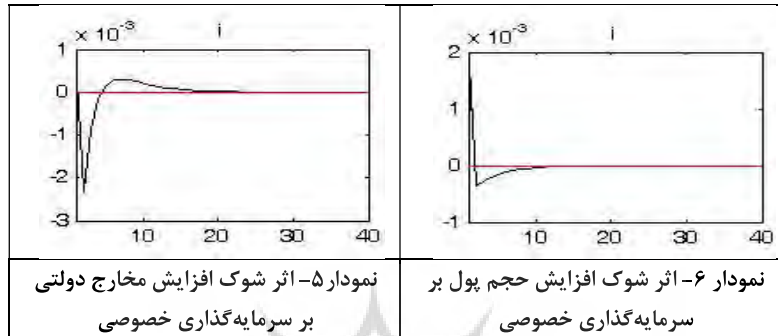 × 10⁻³
i
1
0
-1
-2
-3
10 20 30 40
× 10⁻³
i
2
1
0
-1
10 20 30 40
نمودار ۶- اثر شوک افزایش حجم پول بر
سرمایه‌گذاری خصوصی
نمودار۵- اثر شوک افزایش مخارج دولتی
بر سرمایه‌گذاری خصوصی